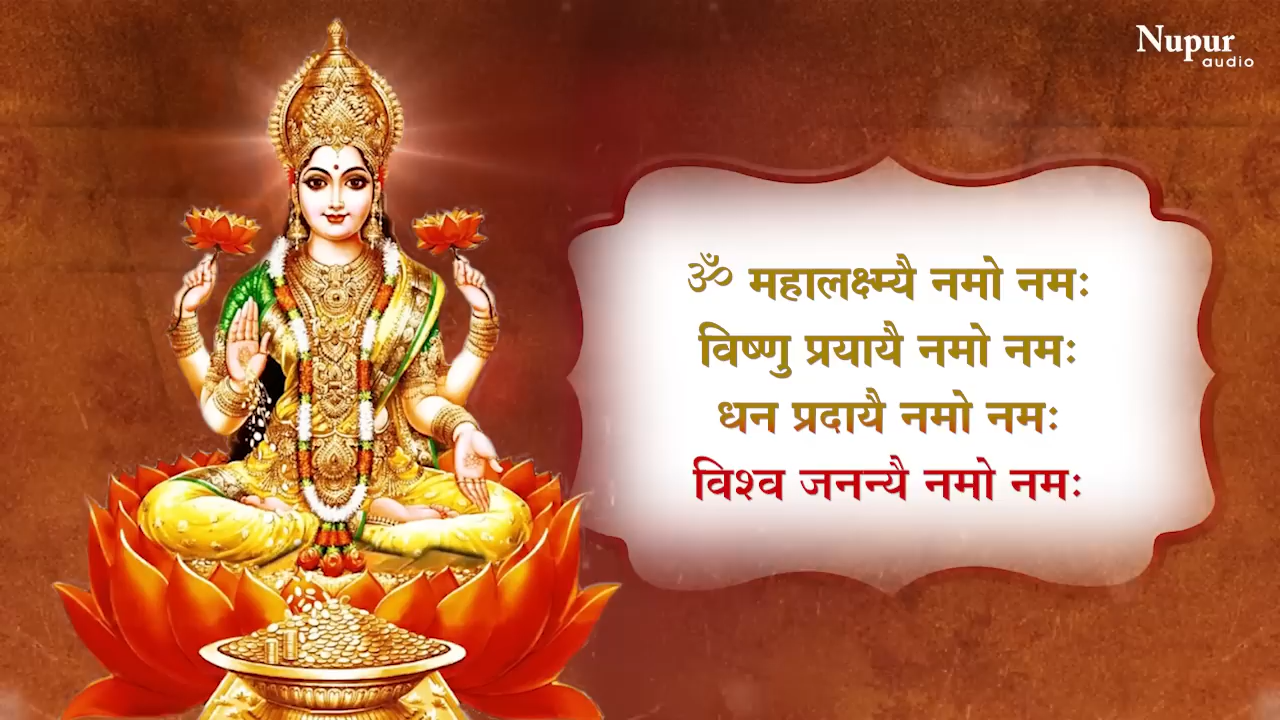 Nupur
audio
ॐ महालक्ष्म्यै नमो नमः
विष्णु प्रयायै नमो नमः
धन प्रदायै नमो नमः
विश्व जनन्यै नमो नमः